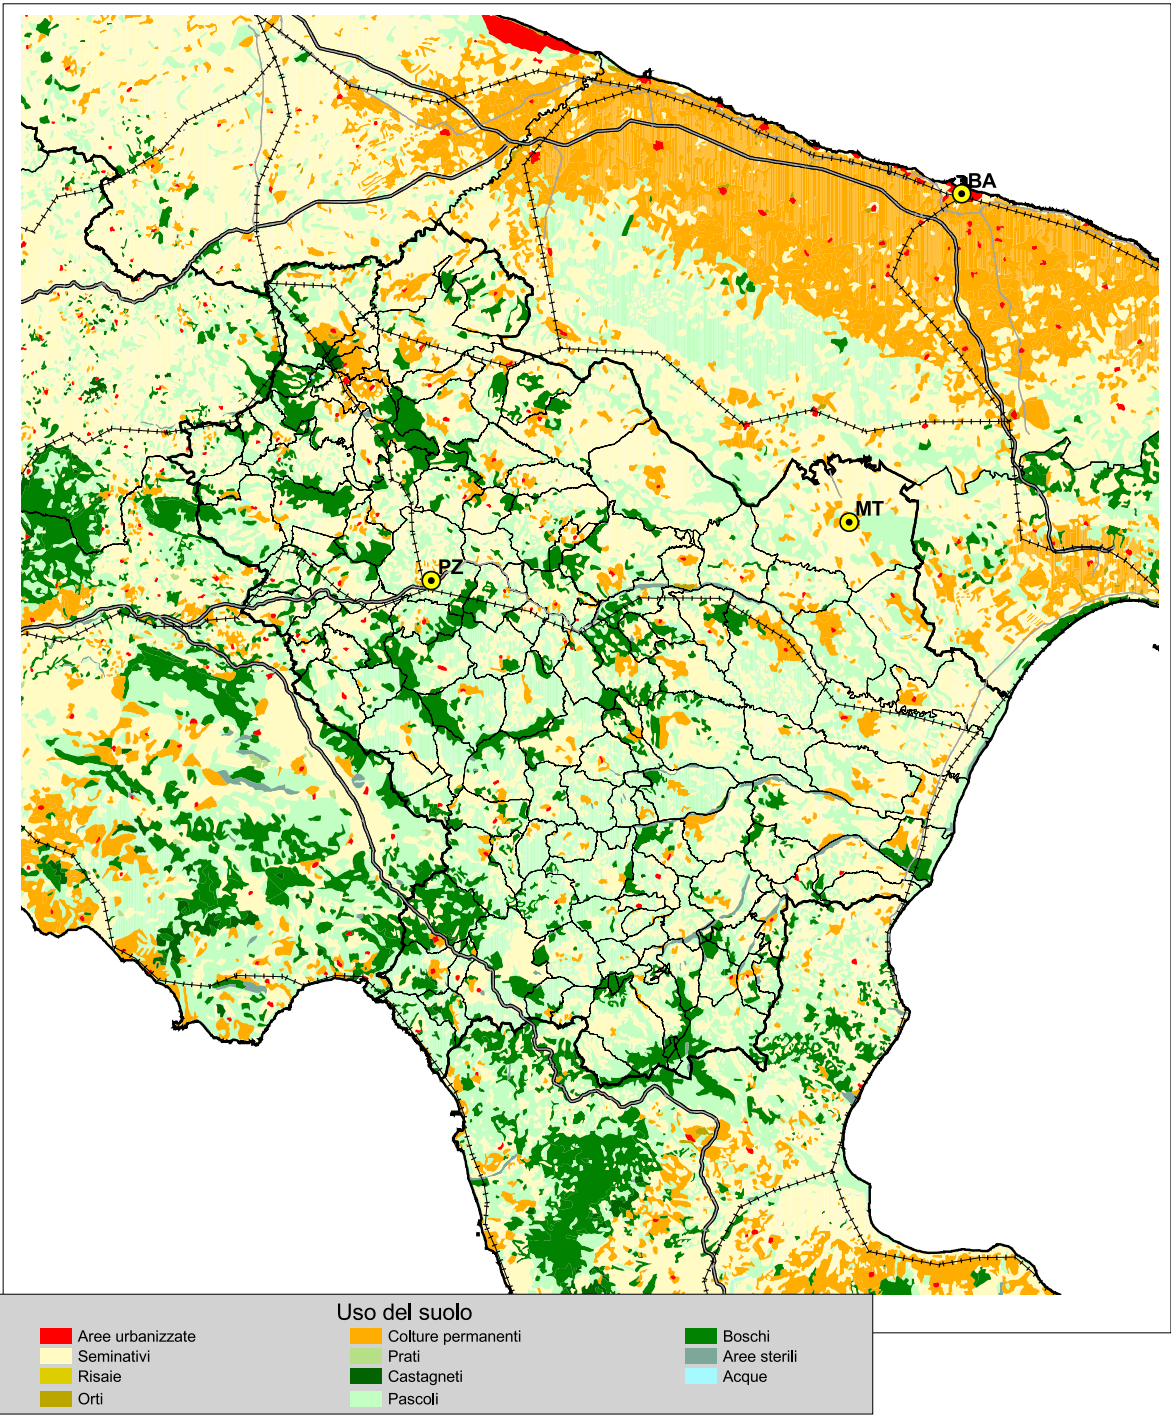 BA
MT
PZ
Uso del suolo
Aree urbanizzate
Seminativi
Risaie
Orti
Colture permanenti
Prati
Castagneti
Pascoli
Boschi
Aree sterili
Acque